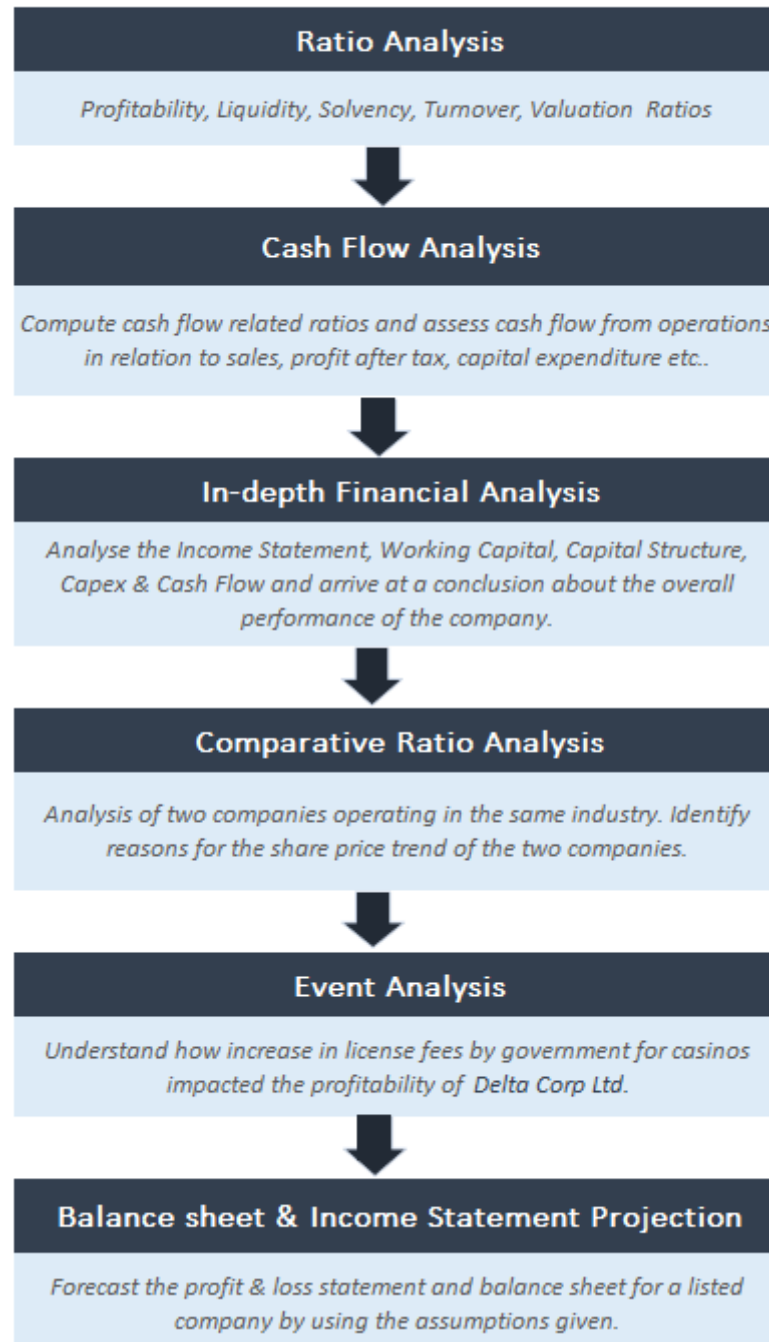 Ratio Analysis
Profitability, Liquidity, Solvency, Turnover, Valuation Ratios
Cash Flow Analysis
Compute cash flow related ratios and assess cash flow from operations
in relation to sales, profit after tax, capital expenditure etc..
In-depth Financial Analysis
Analyse the Income Statement, Working Capital, Capital Structure,
Capex & Cash Flow and arrive at a conclusion about the overall
performance of the company.
Comparative Ratio Analysis
Analysis of two companies operating in the same industry. Identify
reasons for the share price trend of the two companies.
Event Analysis
Understand how increase in license fees by government for casinos
impacted the profitability of Delta Corp Ltd.
Balance sheet & Income Statement Projection
Forecast the profit & loss statement and balance sheet for a listed
company by using the assumptions given.